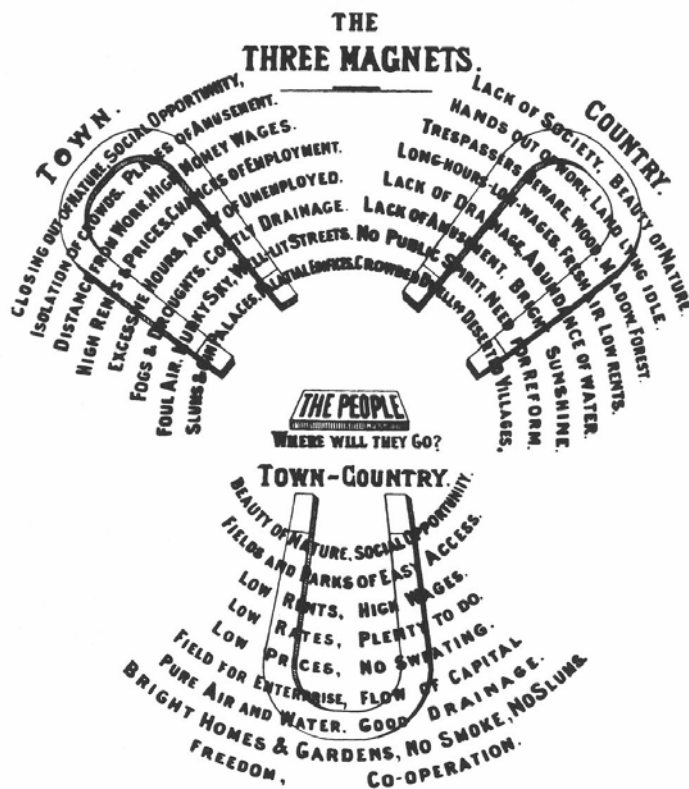 THE
THREE MAGNETS.
TOWN.
CLOSING OUT OF NATURE. SOCIAL OPPORTUNITY,
ISOLATION OF CROWDS. PLACES OF AMUSEMENT.
DISTANCE FROM WORK. HIGH MONEY WAGES.
HIGH RENTS & PRICES. CHANCES OF EMPLOYMENT.
EXCESSIVE HOURS. ARMY OF UNEMPLOYED.
FOGS & DROUGHTS. COSTLY DRAINAGE.
FOUL AIR. MURKY SKY. WELL-LIT STREETS.
SLUMS & GIN PALACES. PALATIAL EDIFICES.
COUNTRY.
LACK OF SOCIETY, BEAUTY OF NATURE.
HANDS OUT OF WORK, LAND LYING IDLE.
TRESPASSERS BEWARE, WOOD, MEADOW, FOREST.
LONG-HOURS-LOW-WAGES, FRESH AIR LOW RENTS.
LACK OF DRAINAGE, ABUNDANCE OF WATER.
LACK OF AMUSEMENT. BRIGHT SUNSHINE.
NO PUBLIC SPIRIT, NEED FOR REFORM.
CROWDED DWELLINGS DESERTED VILLAGES,
THE PEOPLE
WHERE WILL THEY GO?
TOWN-COUNTRY.
BEAUTY OF NATURE, SOCIAL OPPORTUNITY.
FIELDS AND PARKS OF EASY ACCESS.
LOW RENTS, HIGH WAGES.
LOW RATES, PLENTY TO DO.
LOW PRICES, NO SWEATING.
FIELD FOR ENTERPRISE, FLOW OF CAPITAL
PURE AIR AND WATER. GOOD DRAINAGE.
BRIGHT HOMES & GARDENS, NO SMOKE, NO SLUMS
FREEDOM, CO-OPERATION.